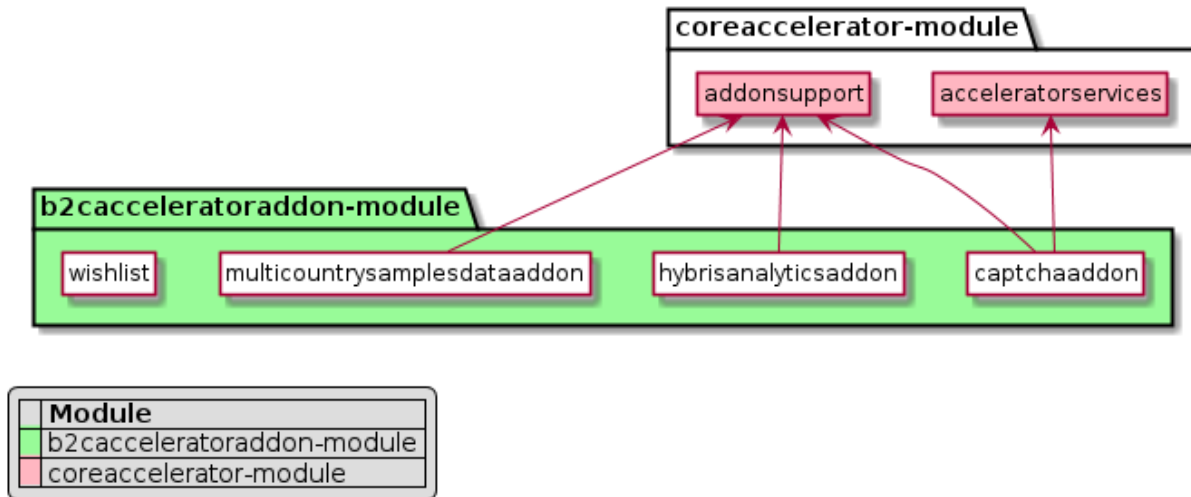 coreaccelerator-module
addonsupport
acceleratorservices
b2cacceleratoraddon-module
wishlist
multicountrysamplesdataaddon
hybrisanalyticsaddon
captchaaddon
Module
b2cacceleratoraddon-module
coreaccelerator-module